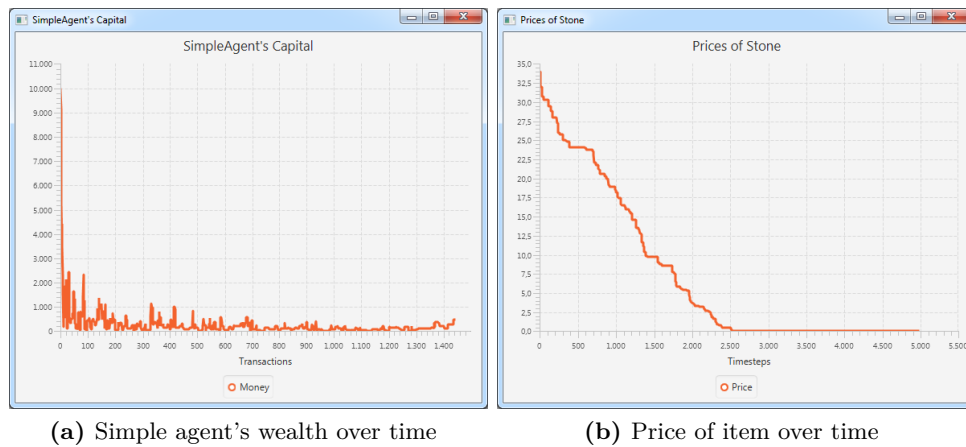 SimpleAgent's Capital
SimpleAgent's Capital
11.000
10.000
9.000
8.000
7.000
6.000
5.000
4.000
3.000
2.000
1.000
0
0 100 200 300 400 500 600 700 800 900 1.000 1.100 1.200 1.300 1.400
Transactions
Money
(a) Simple agent's wealth over time
Prices of Stone
Prices of Stone
35,0
32,5
30,0
27,5
25,0
22,5
20,0
17,5
15,0
12,5
10,0
7,5
5,0
2,5
0,0
0 500 1.000 1.500 2.000 2.500 3.000 3.500 4.000 4.500 5.000 5.500
Timesteps
Price
(b) Price of item over time